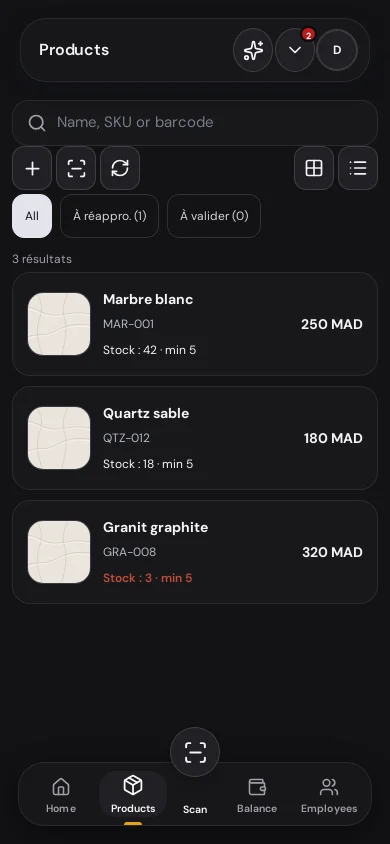 Products
2
D
Name, SKU or barcode
All
À réappro. (1)
À valider (0)
3 résultats
Marbre blanc
MAR-001
250 MAD
Stock : 42 · min 5
Quartz sable
QTZ-012
180 MAD
Stock : 18 · min 5
Granit graphite
GRA-008
320 MAD
Stock : 3 · min 5
Home
Products
Scan
Balance
Employees